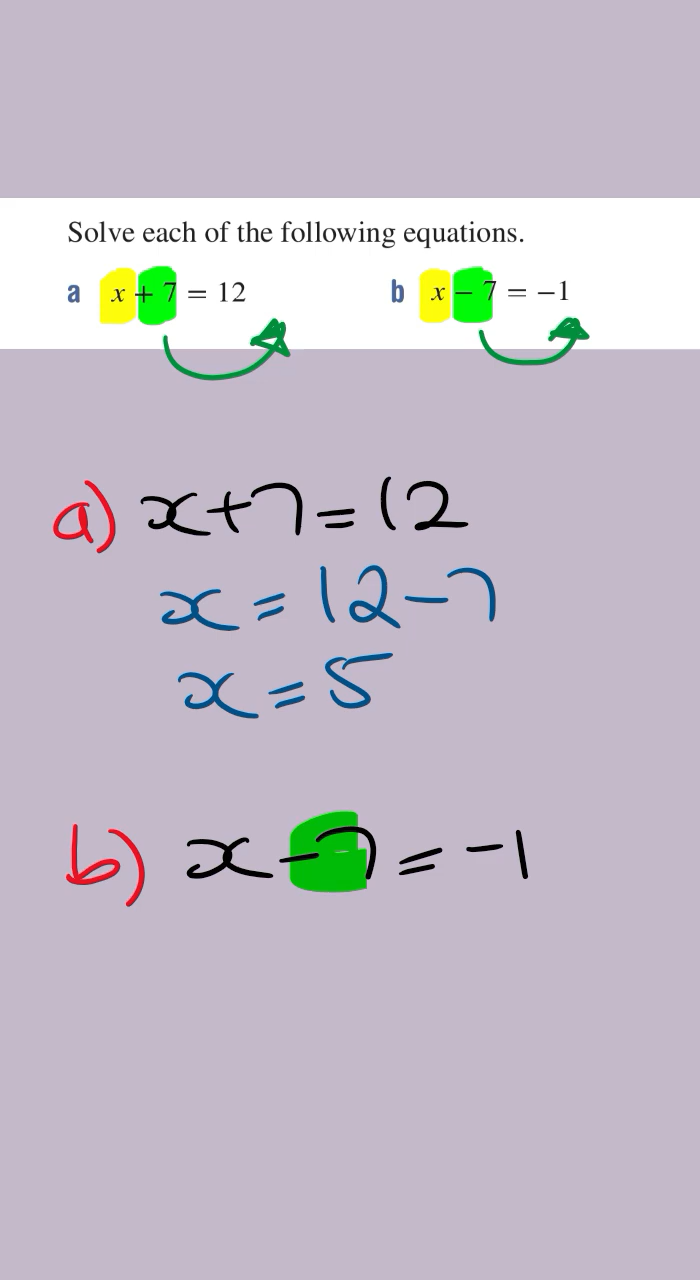 Solve each of the following equations.
a x + 7 = 12 b x − 7 = −1
a) x+7=12
x=12−7
x=5
b) x−7=−1